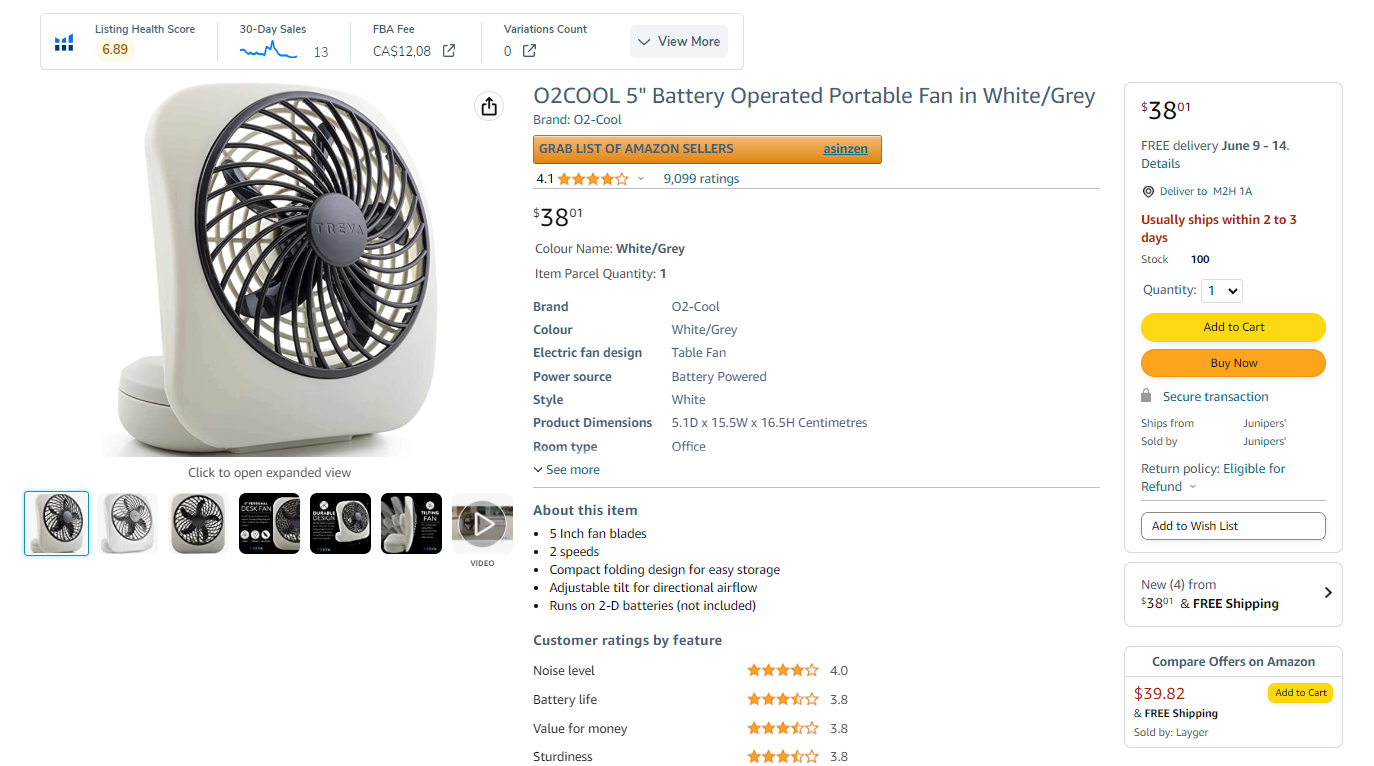 Listing Health Score
6.89
30-Day Sales
13
FBA Fee
CA$12,08
Variations Count
0
View More
TREVA
Click to open expanded view
5" PERSONAL
DESK FAN
DURABLE
DESIGN
TILTING
FAN
TREVA
TREVA
TREVA
VIDEO
O2COOL 5" Battery Operated Portable Fan in White/Grey
Brand: O2-Cool
GRAB LIST OF AMAZON SELLERS asinzen
4.1 9,099 ratings
$3801
Colour Name: White/Grey
Item Parcel Quantity: 1
Brand O2-Cool
Colour White/Grey
Electric fan design Table Fan
Power source Battery Powered
Style White
Product Dimensions 5.1D x 15.5W x 16.5H Centimetres
Room type Office
See more
About this item
5 Inch fan blades
2 speeds
Compact folding design for easy storage
Adjustable tilt for directional airflow
Runs on 2-D batteries (not included)
Customer ratings by feature
Noise level 4.0
Battery life 3.8
Value for money 3.8
Sturdiness 3.8
$3801
FREE delivery June 9 - 14.
Details
Deliver to M2H 1A
Usually ships within 2 to 3
days
Stock 100
Quantity: 1
Add to Cart
Buy Now
Secure transaction
Ships from Junipers'
Sold by Junipers'
Return policy: Eligible for
Refund
Add to Wish List
New (4) from
$3801 & FREE Shipping
Compare Offers on Amazon
$39.82 Add to Cart
& FREE Shipping
Sold by: Layger